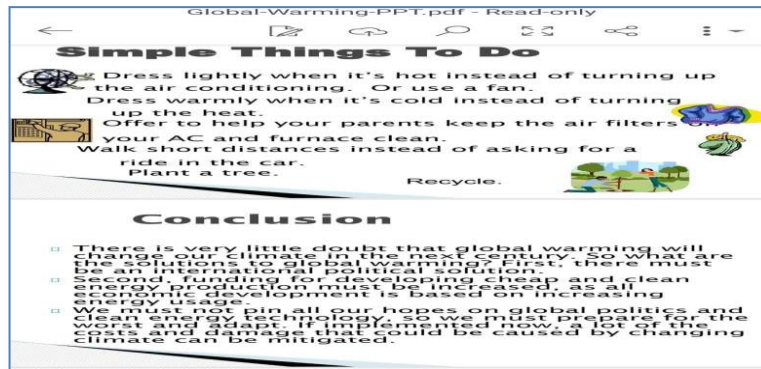 Global-Warming-PPT.pdf - Read-only
Simple Things To Do
Dress lightly when it's hot instead of turning up
the air conditioning. Or use a fan.
Dress warmly when it's cold instead of turning
up the heat.
Offer to help your parents keep the air filters on
your AC and furnace clean.
Walk short distances instead of asking for a
ride in the car.
Plant a tree.
Recycle.
Conclusion
There is very little doubt that global warming will
change our climate in the next century. So what are
the solutions to global warming? First, there must
be an international political solution.
Second, funding for developing cheap and clean
energy production must be increased, as all
economic development is based on increasing
energy usage.
We must not pin all our hopes on global politics and
clean energy technology, so we must prepare for the
worst and adapt. If implemented now, a lot of the
costs and damage that could be caused by changing
climate can be mitigated.